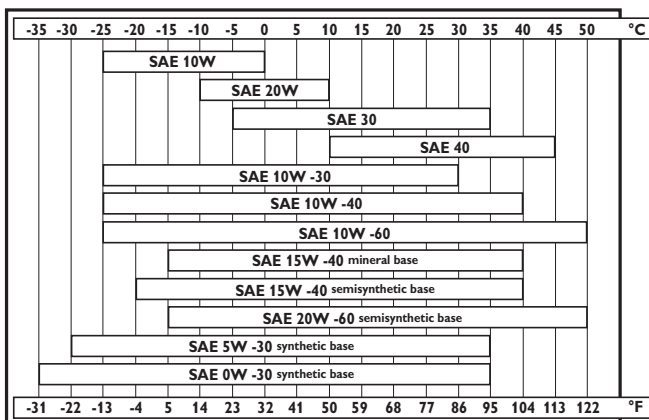 -35 -30 -25 -20 -15 -10 -5 0 5 10 15 20 25 30 35 40 45 50 °C
SAE 10W
SAE 20W
SAE 30
SAE 40
SAE 10W -30
SAE 10W -40
SAE 10W -60
SAE 15W -40 mineral base
SAE 15W -40 semisynthetic base
SAE 20W -60 semisynthetic base
SAE 5W -30 synthetic base
SAE 0W -30 synthetic base
-31 -22 -13 -4 5 14 23 32 41 50 59 68 77 86 95 104 113 122 °F